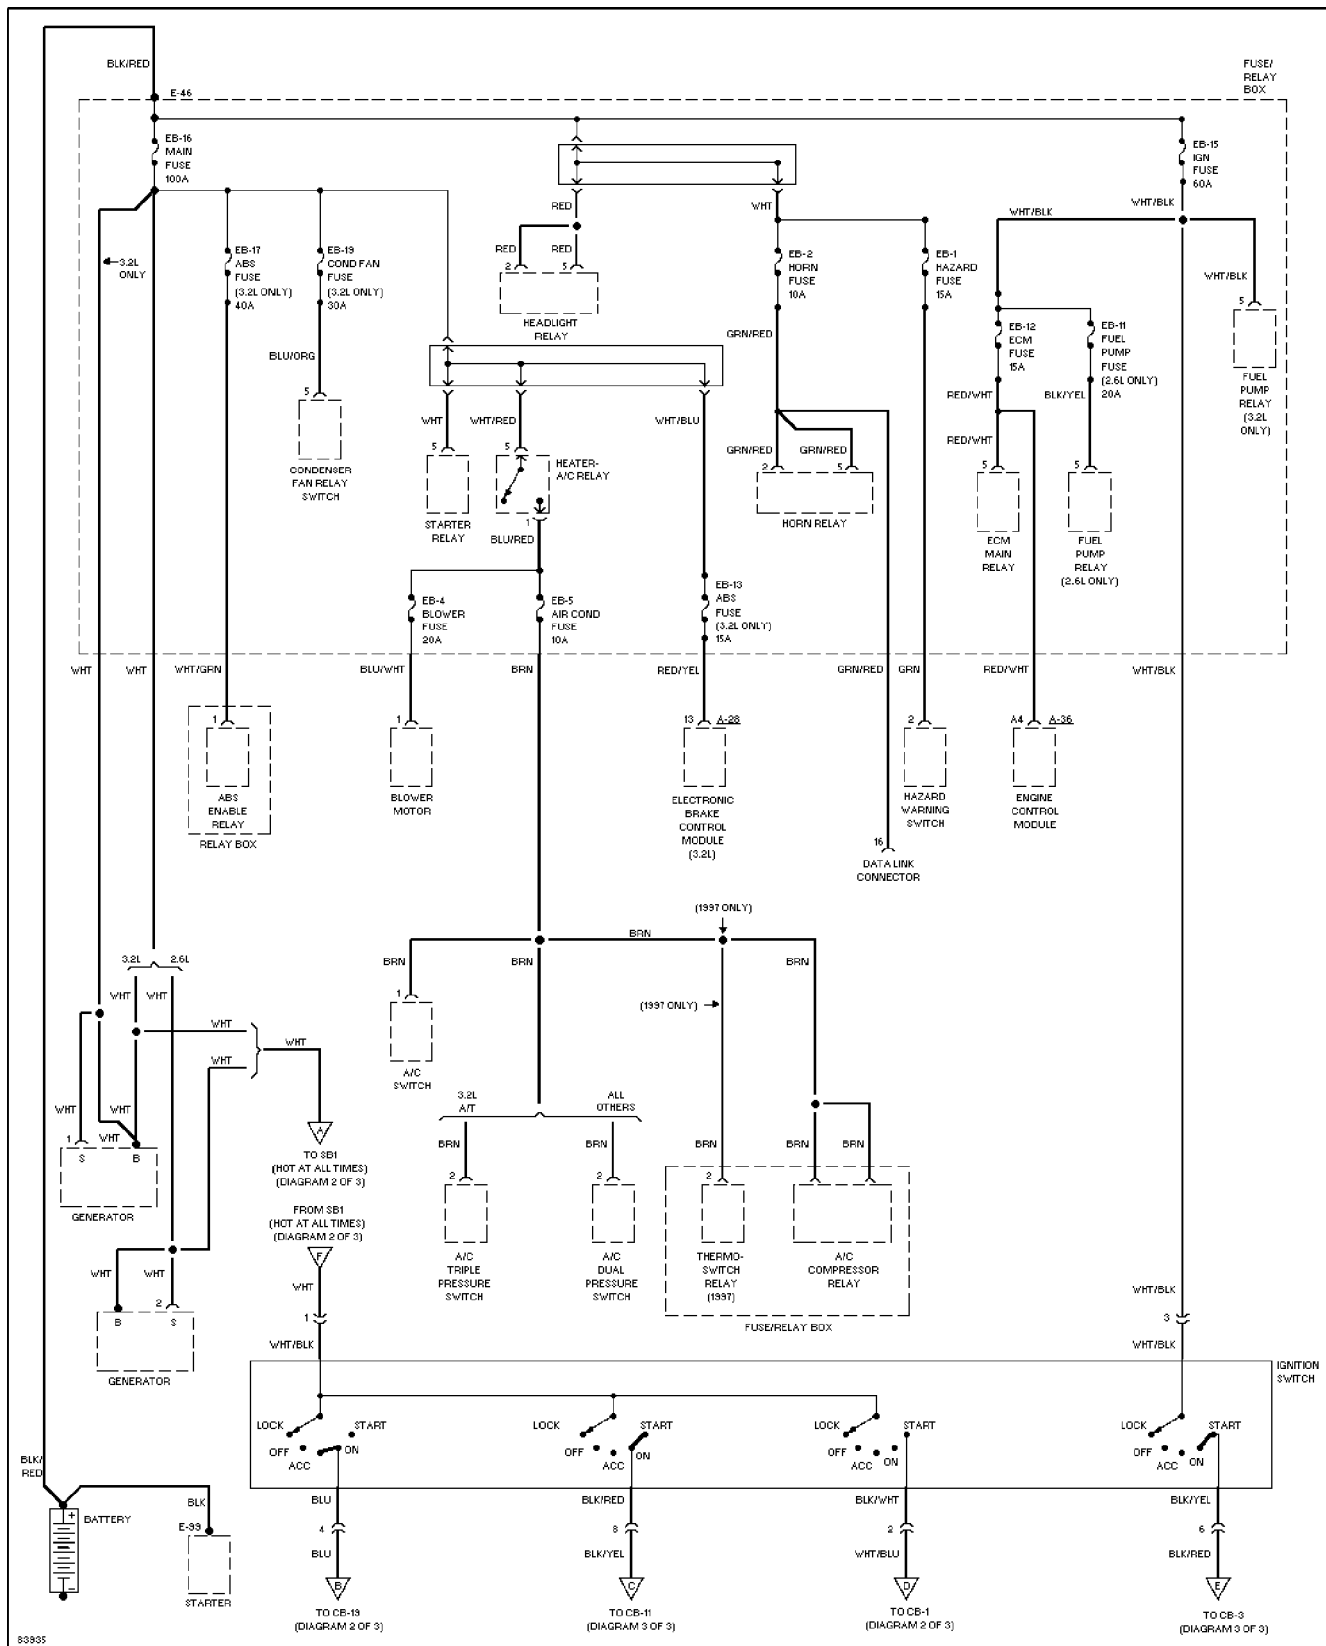 BLK/RED
FUSE/
RELAY
BOX
E-46
EB-16
MAIN
FUSE
100A
EB-15
IGN
FUSE
60A
RED
WHT
WHT/BLK
WHT/BLK
3.2L
ONLY
EB-17
ABS
FUSE
(3.2L ONLY)
40A
EB-19
COND FAN
FUSE
(3.2L ONLY)
30A
RED
RED
2
5
HEADLIGHT
RELAY
EB-2
HORN
FUSE
10A
EB-1
HAZARD
FUSE
15A
WHT/BLK
5
FUEL
PUMP
RELAY
(3.2L
ONLY)
GRN/RED
EB-12
ECM
FUSE
15A
EB-11
FUEL
PUMP
FUSE
(2.6L ONLY)
20A
BLU/ORG
5
CONDENSER
FAN RELAY
SWITCH
RED/WHT
BLK/YEL
WHT
WHT/RED
WHT/BLU
RED/WHT
GRN/RED
GRN/RED
5
STARTER
RELAY
5
HEATER-
A/C RELAY
1
BLU/RED
2
5
HORN RELAY
5
ECM
MAIN
RELAY
5
FUEL
PUMP
RELAY
(2.6L ONLY)
EB-4
BLOWER
FUSE
20A
EB-5
AIR COND
FUSE
10A
EB-13
ABS
FUSE
(3.2L ONLY)
15A
WHT
WHT
WHT/GRN
BLU/WHT
BRN
RED/YEL
GRN/RED
GRN
RED/WHT
WHT/BLK
1
ABS
ENABLE
RELAY
RELAY BOX
1
BLOWER
MOTOR
13
A-28
ELECTRONIC
BRAKE
CONTROL
MODULE
(3.2L)
2
HAZARD
WARNING
SWITCH
A4
A-36
ENGINE
CONTROL
MODULE
16
DATA LINK
CONNECTOR
(1997 ONLY)
BRN
BRN
BRN
BRN
3.2L
2.6L
WHT
WHT
1
A/C
SWITCH
(1997 ONLY)
WHT
WHT
WHT
WHT
WHT
WHT
1
S
B
GENERATOR
A
TO SB1
(HOT AT ALL TIMES)
(DIAGRAM 2 OF 3)
FROM SB1
(HOT AT ALL TIMES)
(DIAGRAM 2 OF 3)
F
3.2L
A/T
ALL
OTHERS
BRN
BRN
BRN
BRN
BRN
2
A/C
TRIPLE
PRESSURE
SWITCH
2
A/C
DUAL
PRESSURE
SWITCH
2
THERMO-
SWITCH
RELAY
(1997)
A/C
COMPRESSOR
RELAY
FUSE/RELAY BOX
WHT
WHT
2
B
S
GENERATOR
WHT
1
WHT/BLK
WHT/BLK
3
WHT/BLK
IGNITION
SWITCH
LOCK
OFF
ACC
ON
START
LOCK
OFF
ACC
ON
START
LOCK
OFF
ACC
ON
START
LOCK
OFF
ACC
ON
START
BLK/
RED
BLK
+
BATTERY
-
E-99
STARTER
BLU
4
BLU
B
TO CB-19
(DIAGRAM 2 OF 3)
BLK/RED
8
BLK/YEL
C
TO CB-11
(DIAGRAM 3 OF 3)
BLK/WHT
2
WHT/BLU
D
TO CB-1
(DIAGRAM 2 OF 3)
BLK/YEL
6
BLK/RED
E
TO CB-3
(DIAGRAM 3 OF 3)
83935